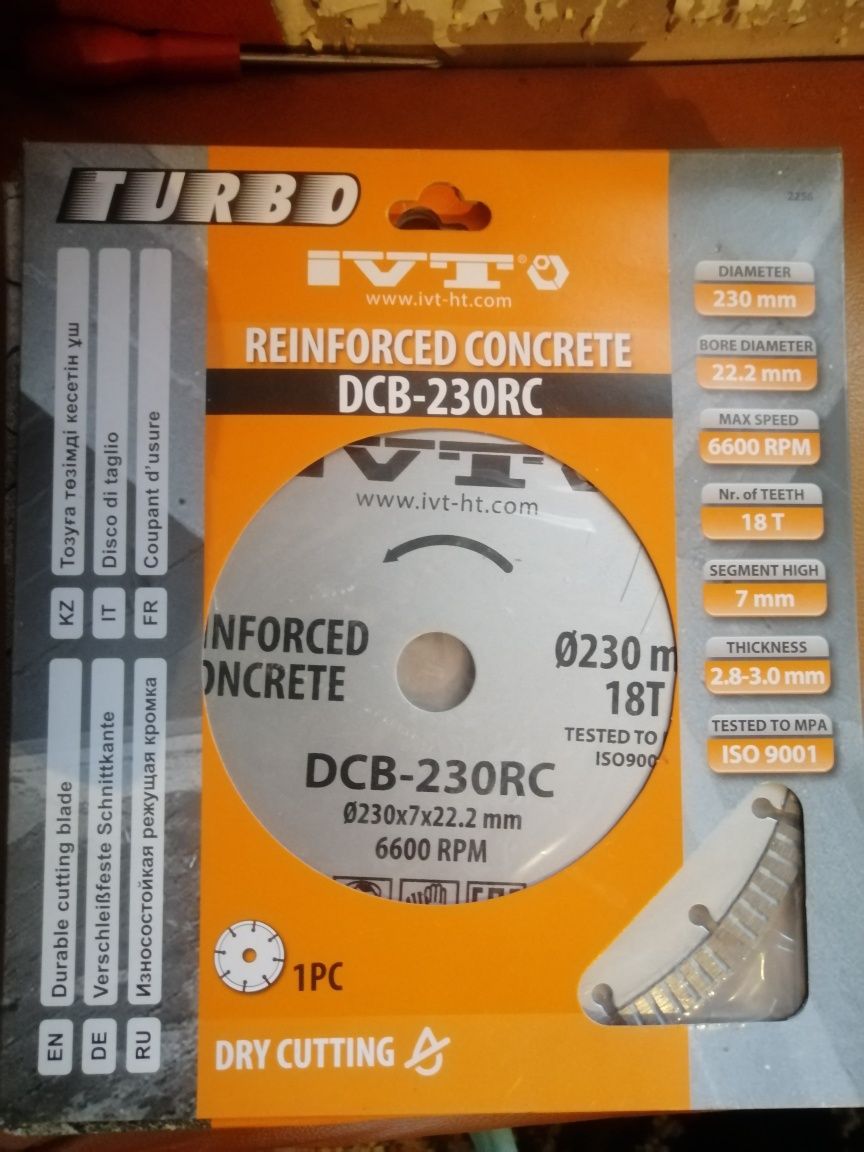 TURBO
2256
IVT®
www.ivt-ht.com
REINFORCED CONCRETE
DCB-230RC
DIAMETER
230 mm
BORE DIAMETER
22.2 mm
MAX SPEED
6600 RPM
Nr. of TEETH
18 T
SEGMENT HIGH
7 mm
THICKNESS
2.8-3.0 mm
TESTED TO MPA
ISO 9001
KZ Тозуға төзімді кесетін ұш
IT Disco di taglio
FR Coupant d'usure
EN Durable cutting blade
DE Verschleißfeste Schnittkante
RU Износостойкая режущая кромка
IVT
www.ivt-ht.com
INFORCED
ONCRETE
Ø230 m
18T
TESTED TO
ISO900
DCB-230RC
Ø230x7x22.2 mm
6600 RPM
1PC
DRY CUTTING